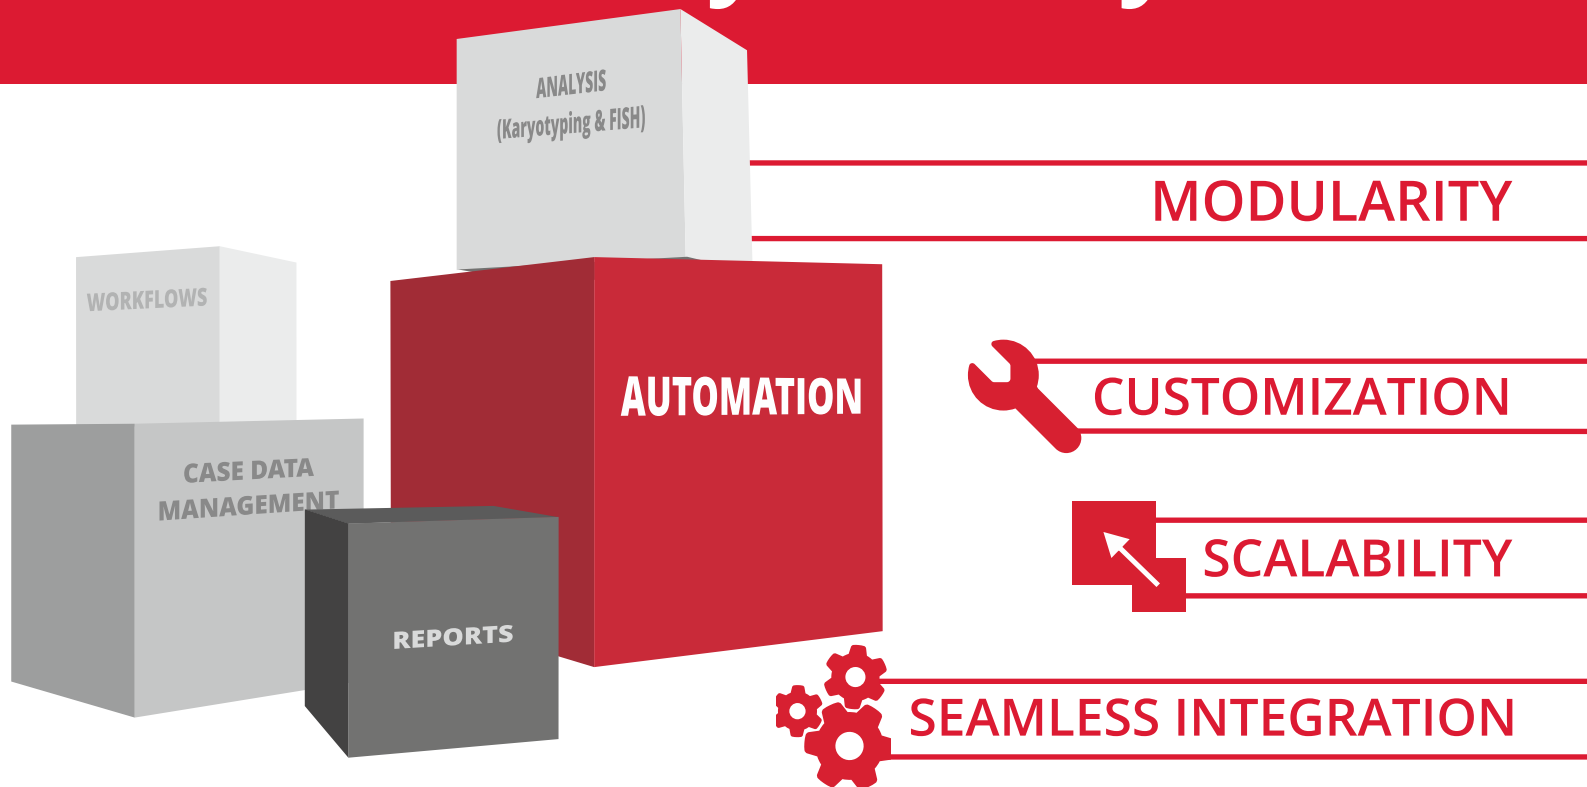 ANALYSIS
(Karyotyping & FISH)
MODULARITY
WORKFLOWS
AUTOMATION
CUSTOMIZATION
CASE DATA
MANAGEMENT
SCALABILITY
REPORTS
SEAMLESS INTEGRATION